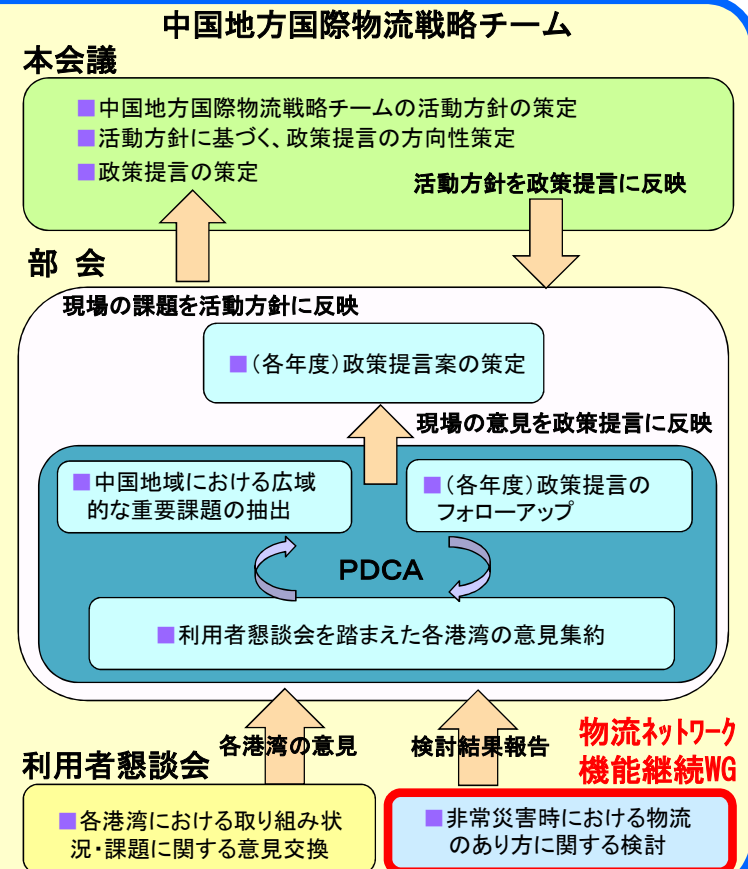 中国地方国際物流戦略チーム
本会議
■中国地方国際物流戦略チームの活動方針の策定
■活動方針に基づく、政策提言の方向性策定
■政策提言の策定
活動方針を政策提言に反映
部 会
現場の課題を活動方針に反映
■(各年度)政策提言案の策定
現場の意見を政策提言に反映
■中国地域における広域
的な重要課題の抽出
■(各年度)政策提言の
フォローアップ
PDCA
■利用者懇談会を踏まえた各港湾の意見集約
各港湾の意見
検討結果報告
利用者懇談会
■各港湾における取り組み状
況・課題に関する意見交換
物流ネットワーク
機能継続WG
■非常災害時における物流
のあり方に関する検討